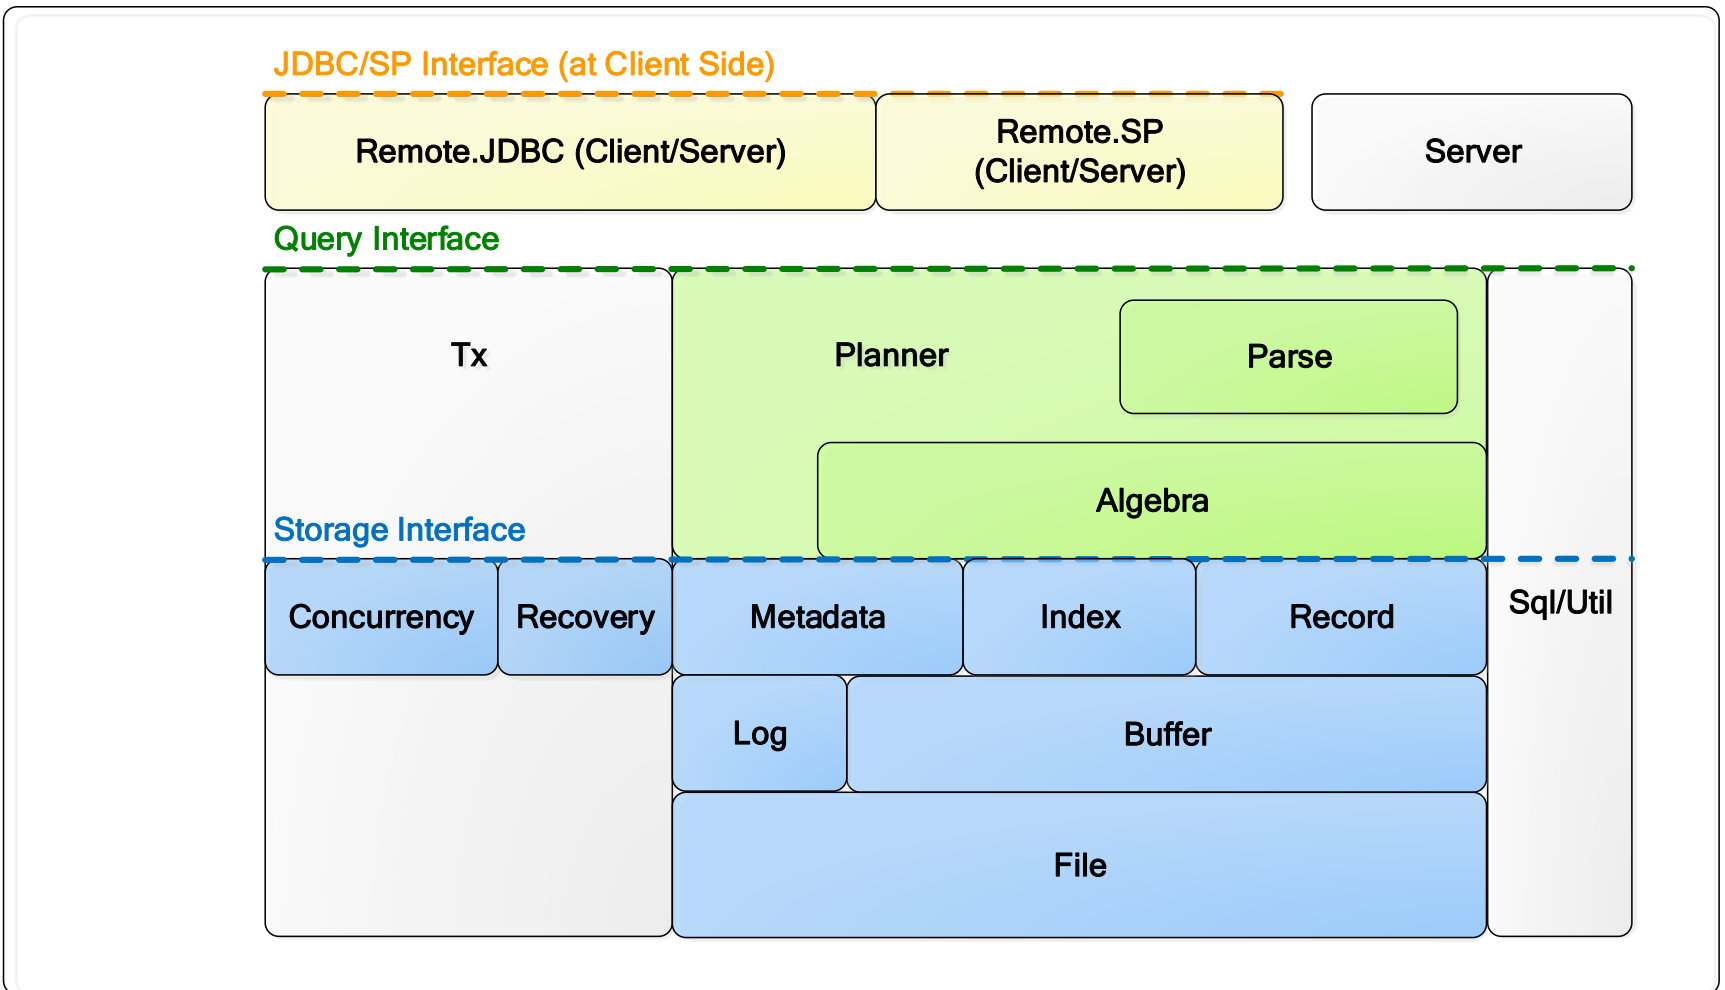 JDBC/SP Interface (at Client Side)
Remote.JDBC (Client/Server)
Remote.SP
(Client/Server)
Server
Query Interface
Tx
Planner
Parse
Algebra
Storage Interface
Concurrency
Recovery
Metadata
Index
Record
Sql/Util
Log
Buffer
File